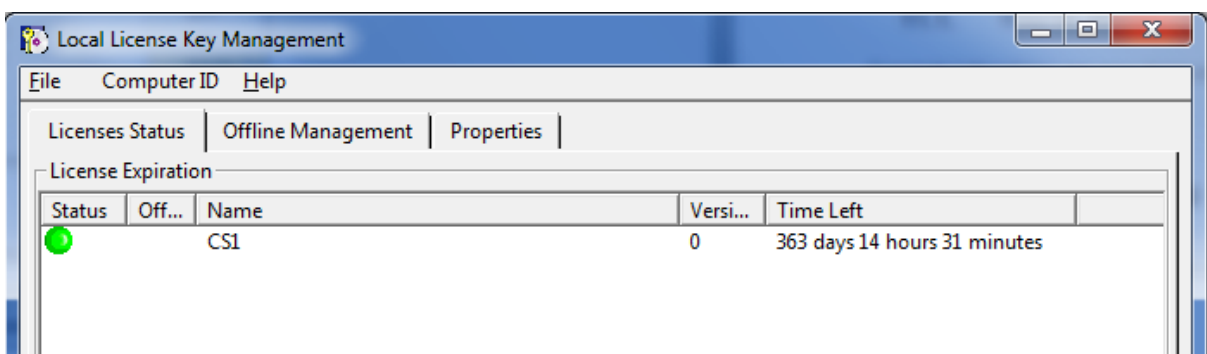 Local License Key Management
File Computer ID Help
Licenses Status Offline Management Properties
License Expiration
Status Off... Name Versi... Time Left
CS1 0 363 days 14 hours 31 minutes